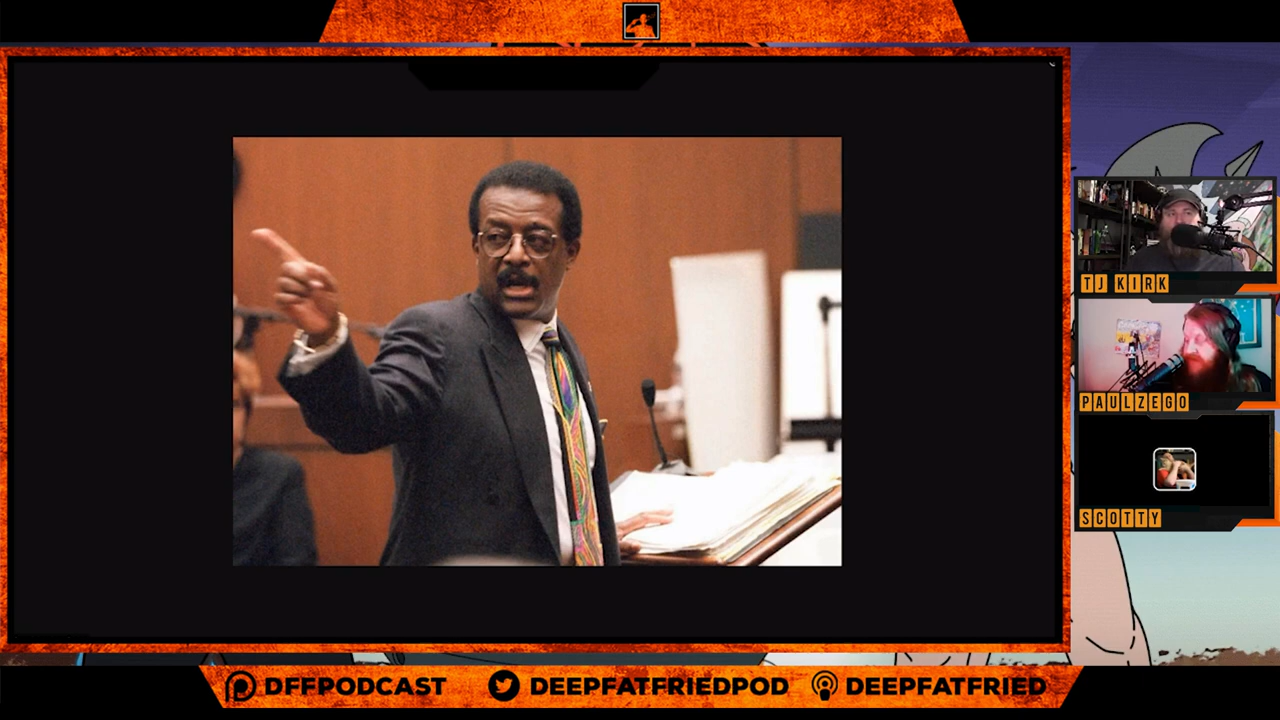 TJ KIRK
PAULZEGO
SCOTTY
DFFPODCAST
DEEPFATFRIEDPOD
DEEPFATFRIED